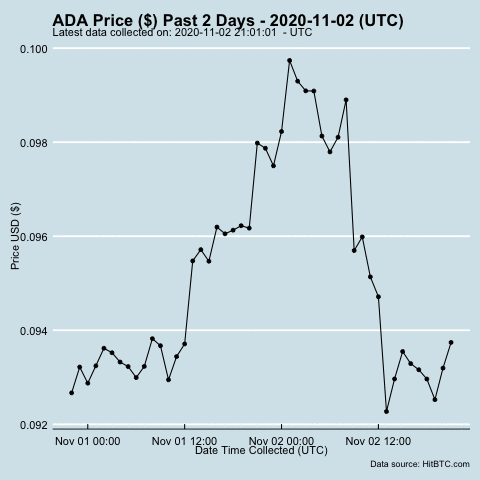 ADA Price ($) Past 2 Days - 2020-11-02 (UTC)
Latest data collected on: 2020-11-02 21:01:01  - UTC
0.100
0.098
0.096
0.094
0.092
Price USD ($)
Nov 01 00:00 Nov 01 12:00 Nov 02 00:00 Nov 02 12:00
Date Time Collected (UTC)
Data source: HitBTC.com